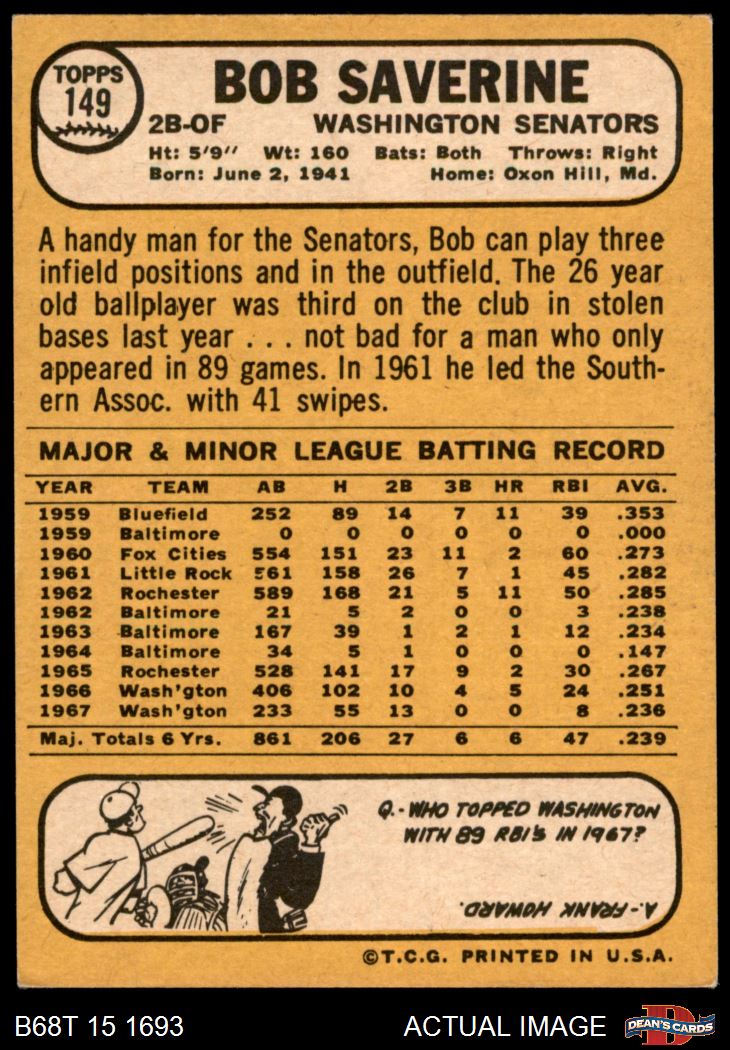 TOPPS
149
BOB SAVERINE
2B-OF WASHINGTON SENATORS
Ht: 5'9" Wt: 160 Bats: Both Throws: Right
Born: June 2, 1941 Home: Oxon Hill, Md.
A handy man for the Senators, Bob can play three
infield positions and in the outfield. The 26 year
old ballplayer was third on the club in stolen
bases last year . . . not bad for a man who only
appeared in 89 games. In 1961 he led the South-
ern Assoc. with 41 swipes.
MAJOR & MINOR LEAGUE BATTING RECORD
YEAR TEAM AB H 2B 3B HR RBI AVG.
1959 Bluefield 252 89 14 7 11 39 .353
1959 Baltimore 0 0 0 0 0 0 .000
1960 Fox Cities 554 151 23 11 2 60 .273
1961 Little Rock 561 158 26 7 1 45 .282
1962 Rochester 589 168 21 5 11 50 .285
1962 Baltimore 21 5 2 0 0 3 .238
1963 Baltimore 167 39 1 2 1 12 .234
1964 Baltimore 34 5 1 0 0 0 .147
1965 Rochester 528 141 17 9 2 30 .267
1966 Wash'gton 406 102 10 4 5 24 .251
1967 Wash'gton 233 55 13 0 0 8 .236
Maj. Totals 6 Yrs. 861 206 27 6 6 47 .239
Q.-WHO TOPPED WASHINGTON
WITH 89 RBI'S IN 1967?
A-FRANK HOWARD.
©T.C.G. PRINTED IN U.S.A.
B68T 15 1693 ACTUAL IMAGE
D
DEAN'S CARDS